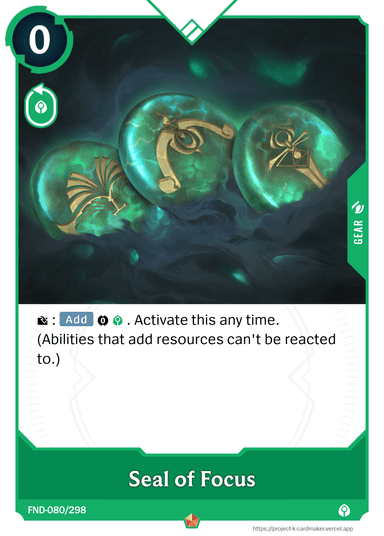 0
GEAR
: Add 0 . Activate this any time.
(Abilities that add resources can't be reacted
to.)
Seal of Focus
FND-080/298
https://project-k-cardmaker.vercel.app